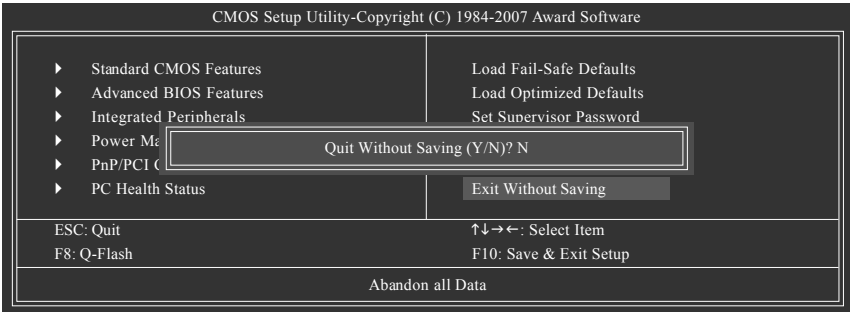 CMOS Setup Utility-Copyright (C) 1984-2007 Award Software
Standard CMOS Features
Advanced BIOS Features
Integrated Peripherals
Power Ma
PnP/PCI
PC Health Status
Load Fail-Safe Defaults
Load Optimized Defaults
Set Supervisor Password
Exit Without Saving
Quit Without Saving (Y/N)? N
ESC: Quit
↑↓→←: Select Item
F8: Q-Flash
F10: Save & Exit Setup
Abandon all Data